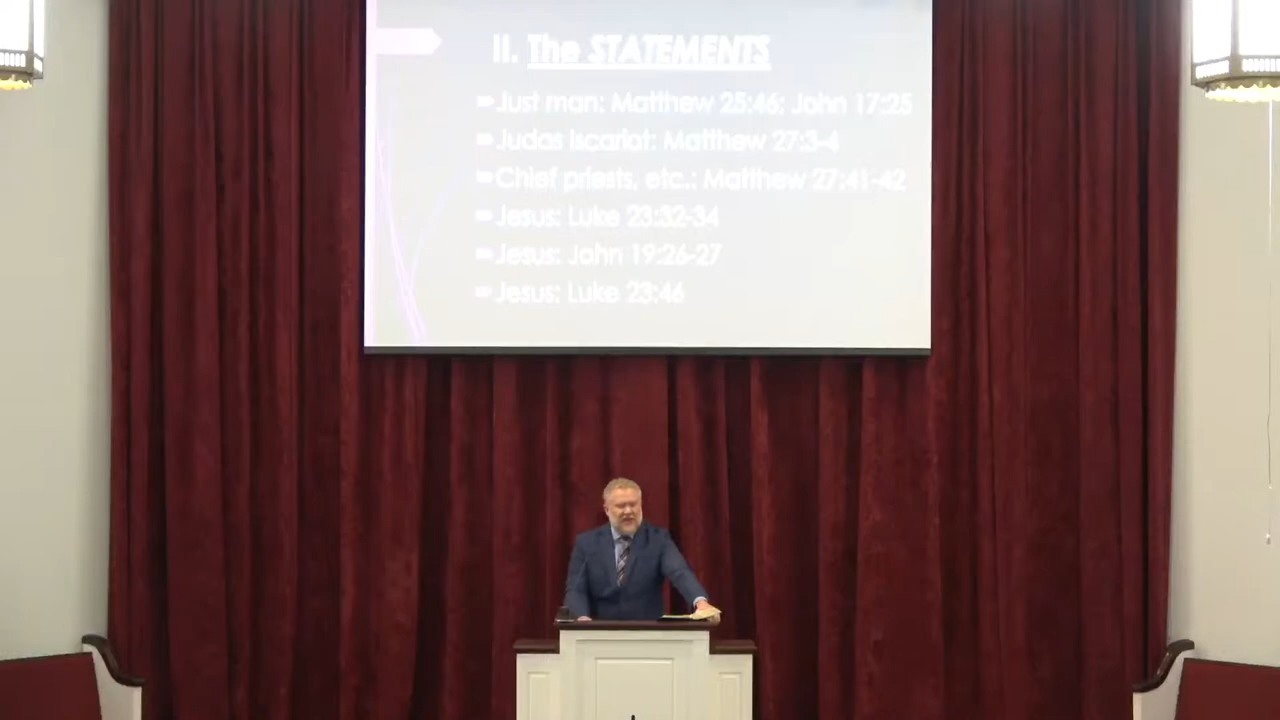 II. The STATEMENTS
Just man: Matthew 25:46; John 17:25
Judas Iscariot: Matthew 27:3-4
Chief priests, etc.: Matthew 27:41-42
Jesus: Luke 23:32-34
Jesus: John 19:26-27
Jesus: Luke 23:46